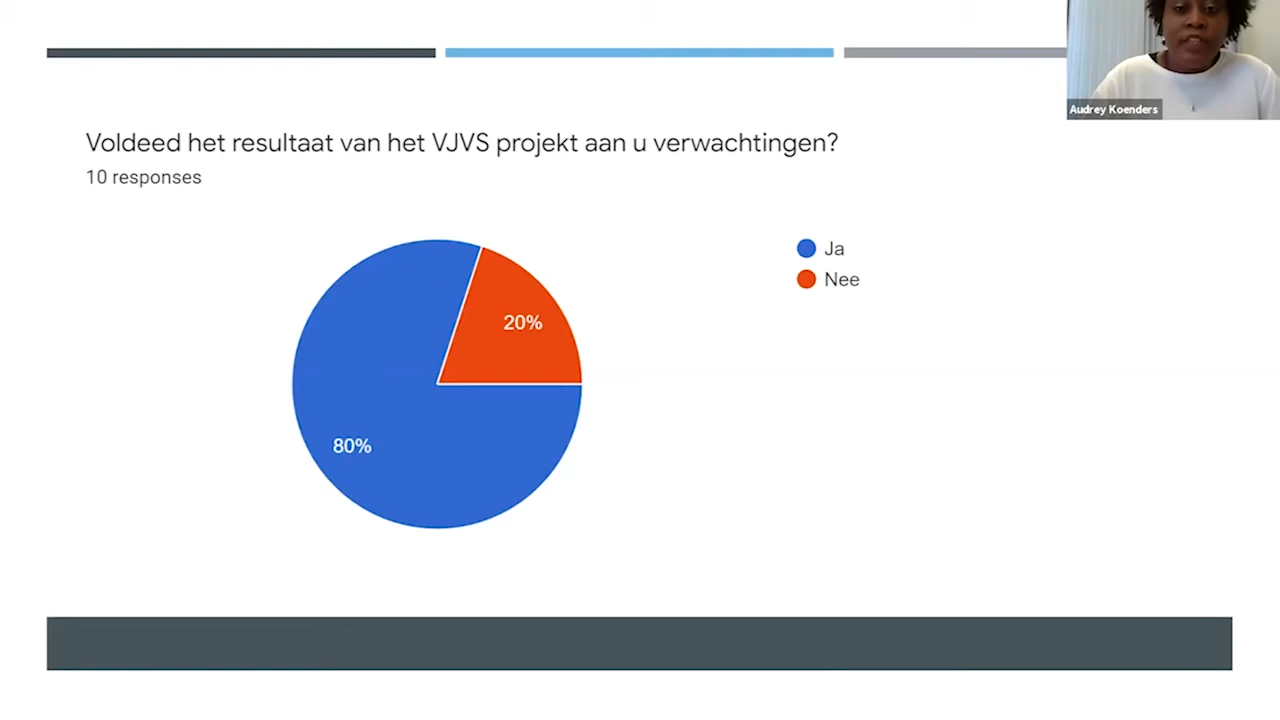 Audrey Koenders
Voldeed het resultaat van het VJVS projekt aan u verwachtingen?
10 responses
Ja
Nee
20%
80%